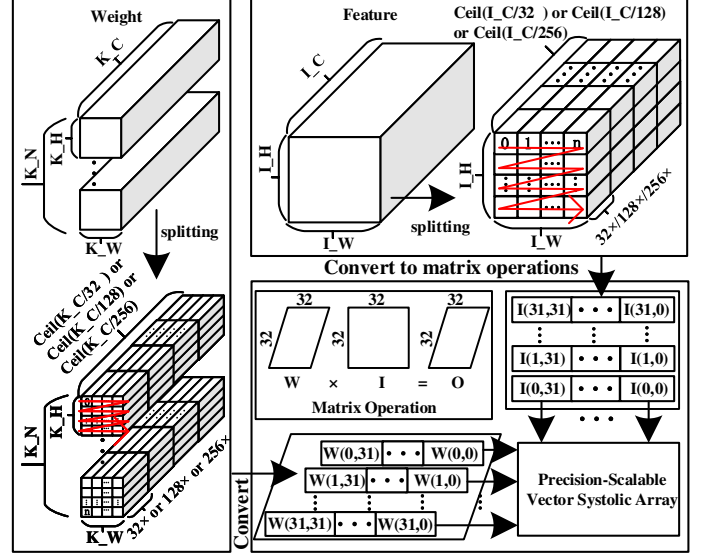 Weight
K_C
K_H
K_N
K_W
splitting
Ceil(K_C/32 ) or
Ceil(K_C/128) or
Ceil(K_C/256)
K_H
K_N
n
K_W
32× or 128× or 256×
Feature
I_C
I_H
I_W
splitting
Ceil(I_C/32 ) or Ceil(I_C/128)
or Ceil(I_C/256)
0 1 ... n
I_H
I_W
32×/128×/256×
Convert to matrix operations
32 32 32
32 32 32
W × I = O
Matrix Operation
I(31,31) • • • I(31,0)
I(1,31) • • • I(1,0)
I(0,31) • • • I(0,0)
Convert
W(0,31) • • • W(0,0)
W(1,31) • • • W(1,0)
W(31,31) • • • W(31,0)
Precision-Scalable
Vector Systolic Array